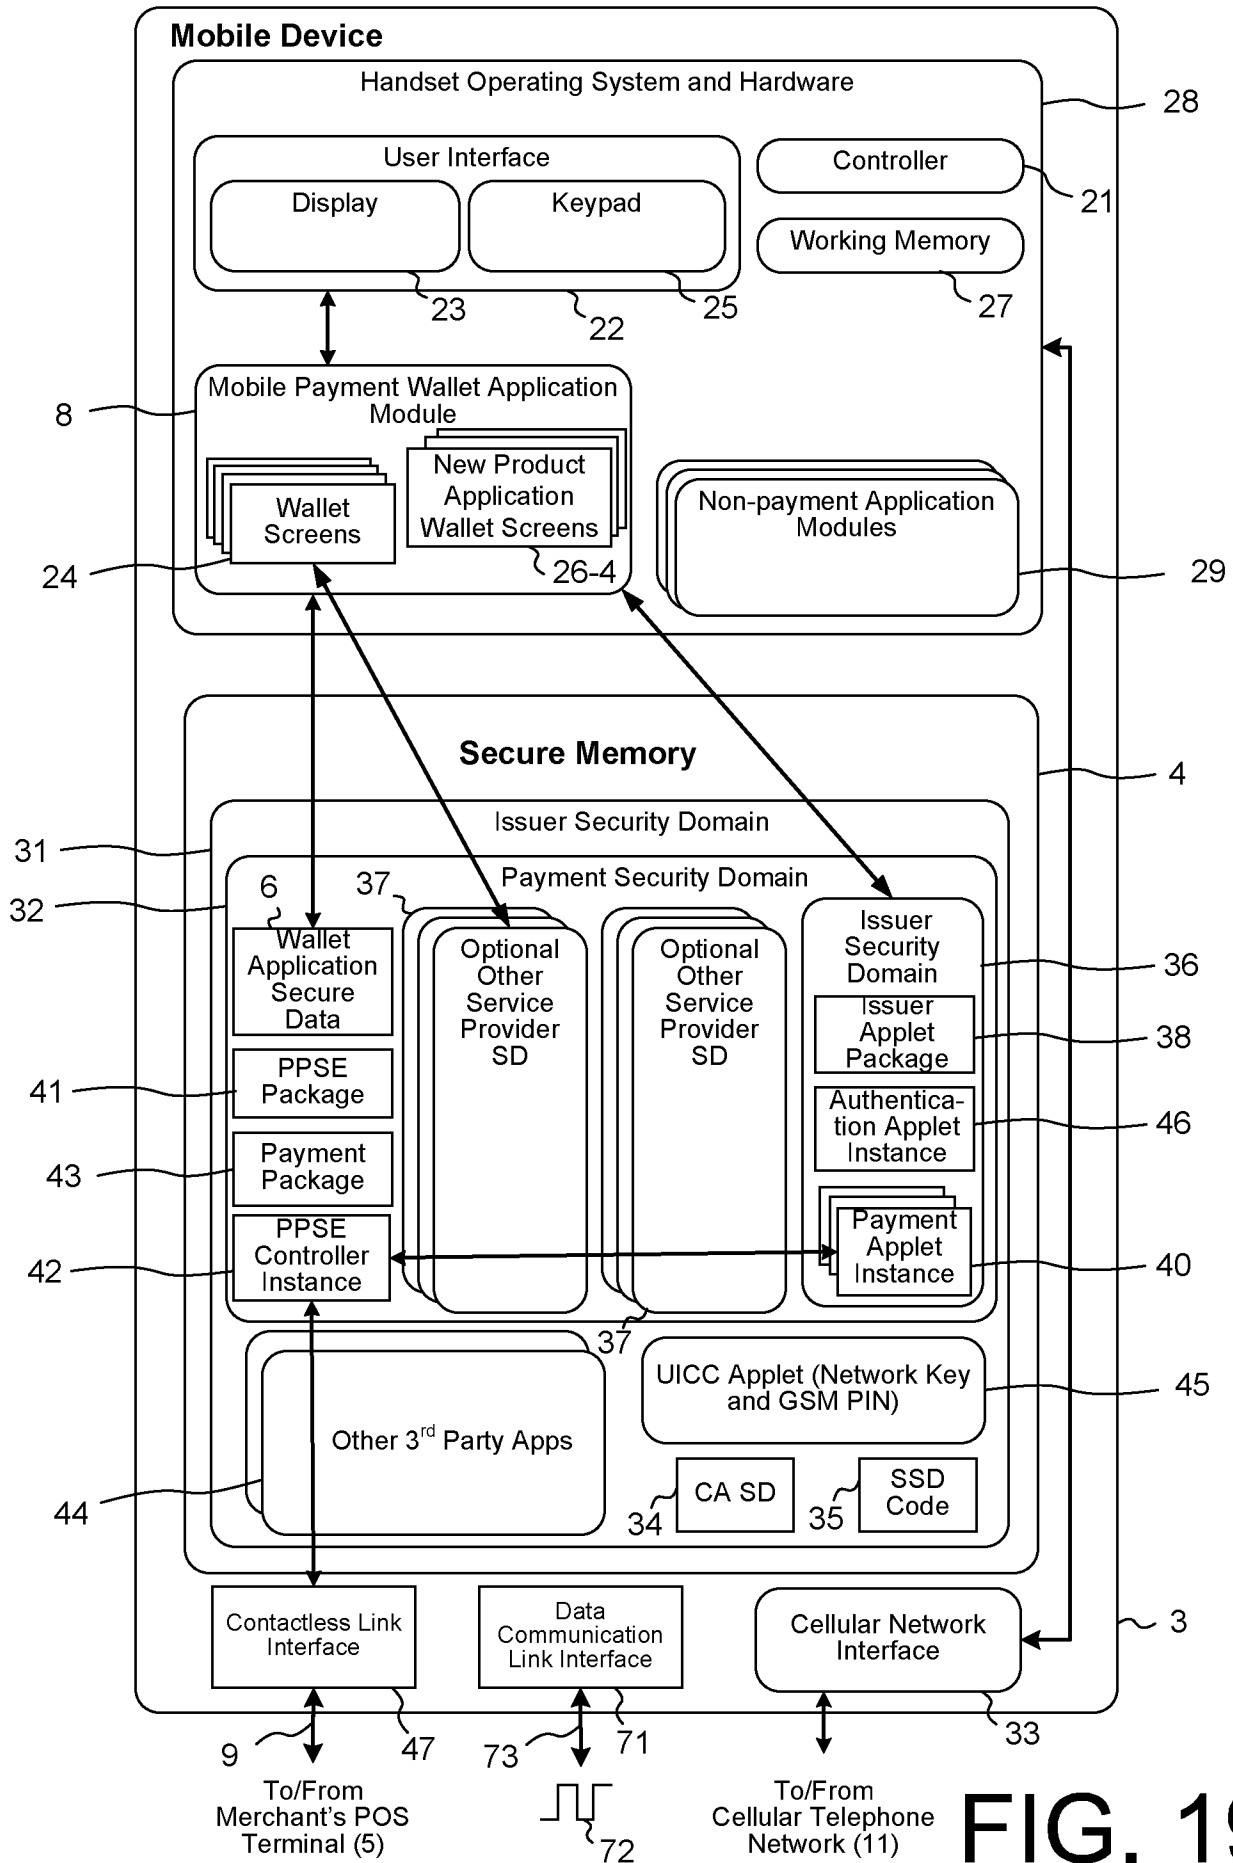 Mobile Device
Handset Operating System and Hardware
28
User Interface
Controller
Display
Keypad
21
Working Memory
23
22
25
27
Mobile Payment Wallet Application
Module
8
New Product
Application
Wallet Screens
Wallet
Screens
Non-payment Application
Modules
24
26-4
29
Secure Memory
4
Issuer Security Domain
31
Payment Security Domain
32
6
37
Wallet
Application
Secure
Data
Optional
Other
Service
Provider
SD
Optional
Other
Service
Provider
SD
Issuer
Security
Domain
36
Issuer
Applet
Package
38
PPSE
Package
41
Authentica-
tion Applet
Instance
46
Payment
Package
43
PPSE
Controller
Instance
42
Payment
Applet
Instance
40
37
UICC Applet (Network Key
and GSM PIN)
45
Other 3rd Party Apps
44
CA SD
34
SSD
Code
35
Contactless Link
Interface
Data
Communication
Link Interface
Cellular Network
Interface
3
9
47
73
71
33
To/From
Merchant's POS
Terminal (5)
72
To/From
Cellular Telephone
Network (11)
FIG. 19